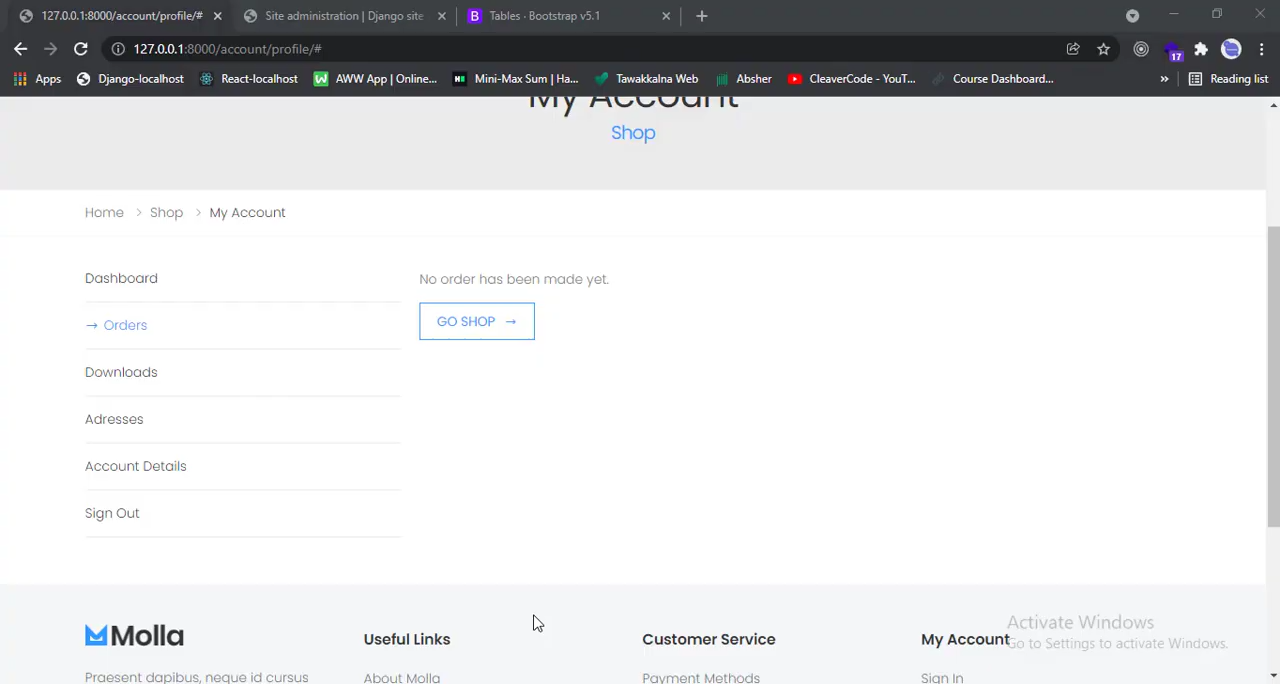 127.0.0.1:8000/account/profile/#
Site administration | Django site
B Tables · Bootstrap v5.1
127.0.0.1:8000/account/profile/#
17
Apps
Django-localhost
React-localhost
AWW App | Online...
Mini-Max Sum | Ha...
Tawakkalna Web
Absher
CleaverCode - YouT...
Course Dashboard...
»
Reading list
My Account
Shop
Home > Shop > My Account
Dashboard
→ Orders
Downloads
Adresses
Account Details
Sign Out
No order has been made yet.
GO SHOP →
Molla
Praesent dapibus, neque id cursus
Useful Links
About Molla
Customer Service
Payment Methods
My Account
Sign In
Activate Windows
Go to Settings to activate Windows.